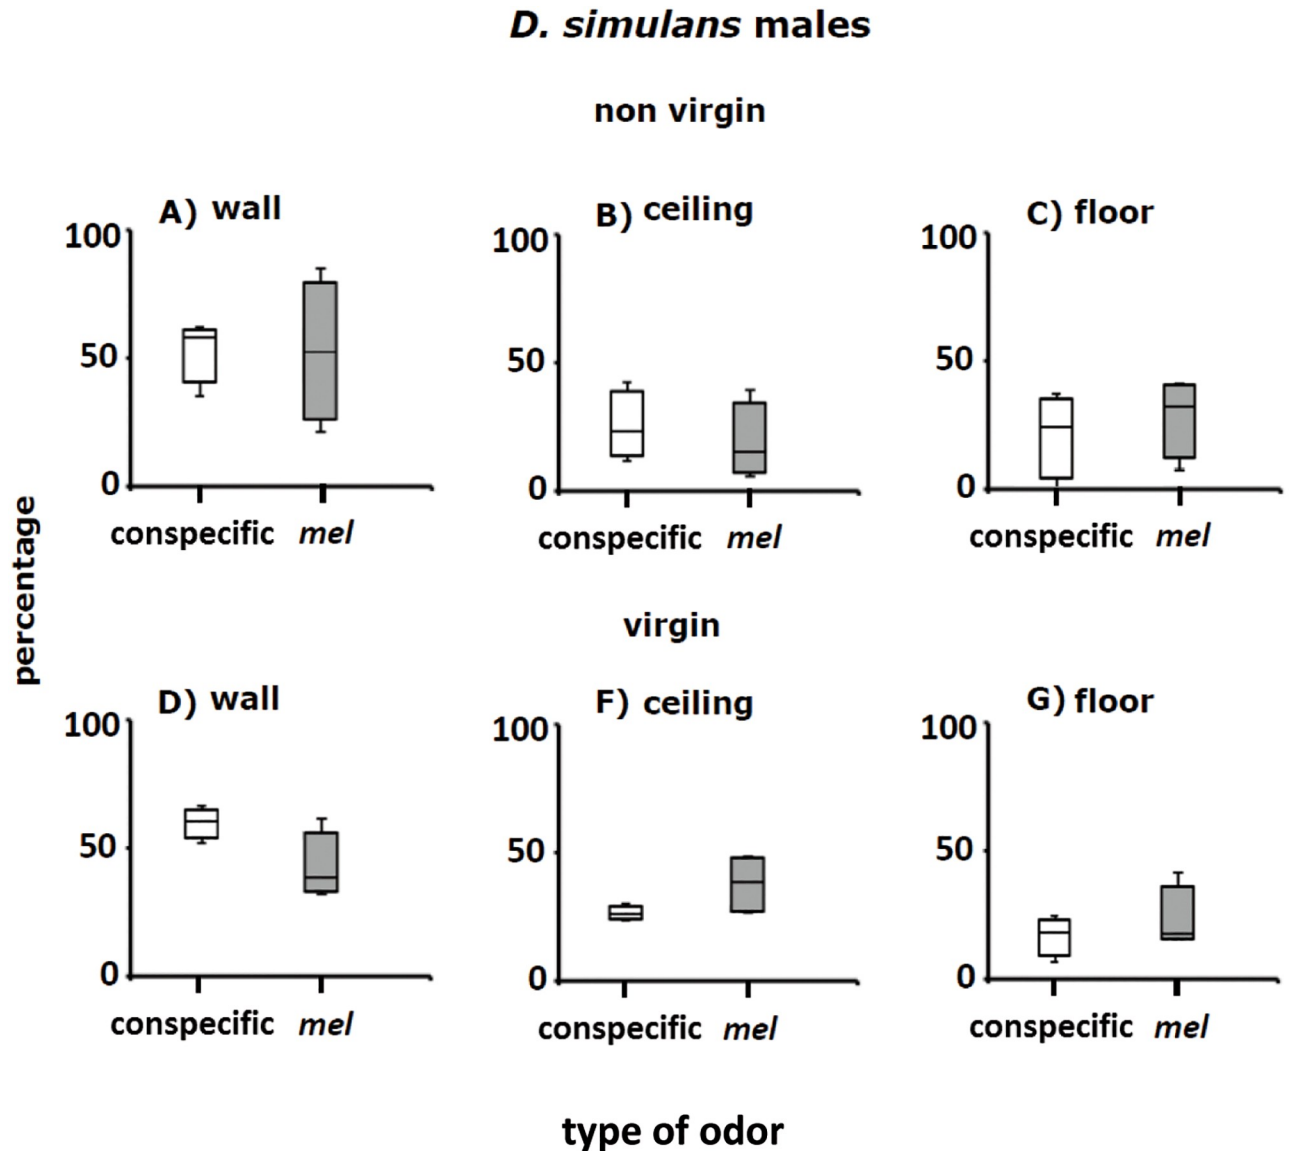 D. simulans males
non virgin
A) wall
B) ceiling
C) floor
100
50
0
conspecific mel
100
50
0
conspecific mel
100
50
0
conspecific mel
percentage
virgin
D) wall
F) ceiling
G) floor
100
50
0
conspecific mel
100
50
0
conspecific mel
100
50
0
conspecific mel
type of odor